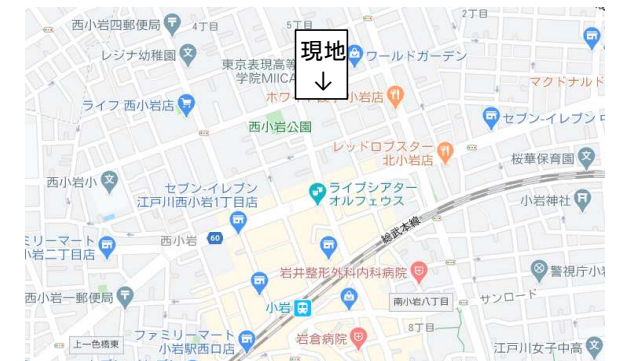 2丁目
西小岩四郵便局
4丁目
5丁目
レジナ幼稚園
東京表現高等
学院MIICA
現地
↓
ワールドガーデン
マクドナルド
ライフ 西小岩店
ホワイト
小岩店
セブン-イレブン
西小岩公園
レッドロブスター
北小岩店
桜華保育園
西小岩小
セブン-イレブン
江戸川西小岩1丁目店
ライブシアター
オルフェウス
小岩神社
総武本線
ミリーマート
小岩二丁目店
西小岩
60
岩井整形外科内科病院
警視庁小
西小岩一郵便局
小岩
南小岩八丁目
サンロード
8丁目
上一色橋東
ファミリーマート
小岩駅西口店
岩倉病院
江戸川女子中高